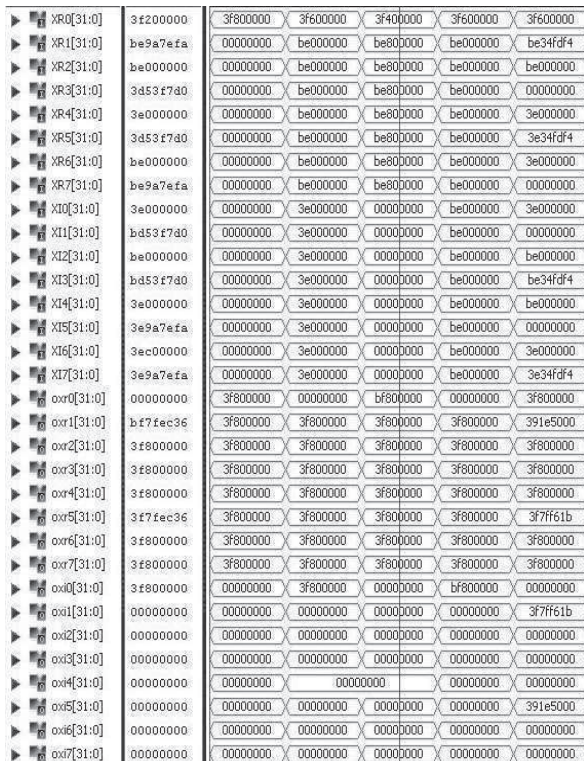 XR0[31:0] 3f200000 3f800000 3f600000 3f400000 3f600000 3f600000
XR1[31:0] be9a7efa 00000000 be000000 be800000 be000000 be34fdf4
XR2[31:0] be000000 00000000 be000000 be800000 be000000 be000000
XR3[31:0] 3d53f7d0 00000000 be000000 be800000 be000000 00000000
XR4[31:0] 3e000000 00000000 be000000 be800000 be000000 3e000000
XR5[31:0] 3d53f7d0 00000000 be000000 be800000 be000000 3e34fdf4
XR6[31:0] be000000 00000000 be000000 be800000 be000000 3e000000
XR7[31:0] be9a7efa 00000000 be000000 be800000 be000000 00000000
XI0[31:0] 3e000000 00000000 3e000000 00000000 be000000 3e000000
XI1[31:0] bd53f7d0 00000000 3e000000 00000000 be000000 00000000
XI2[31:0] be000000 00000000 3e000000 00000000 be000000 be000000
XI3[31:0] bd53f7d0 00000000 3e000000 00000000 be000000 be34fdf4
XI4[31:0] 3e000000 00000000 3e000000 00000000 be000000 be000000
XI5[31:0] 3e9a7efa 00000000 3e000000 00000000 be000000 00000000
XI6[31:0] 3ec00000 00000000 3e000000 00000000 be000000 3e000000
XI7[31:0] 3e9a7efa 00000000 3e000000 00000000 be000000 3e34fdf4
oxr0[31:0] 00000000 3f800000 00000000 bf800000 00000000 3f800000
oxr1[31:0] bf7fec36 3f800000 3f800000 3f800000 3f800000 391e5000
oxr2[31:0] 3f800000 3f800000 3f800000 3f800000 3f800000 3f800000
oxr3[31:0] 3f800000 3f800000 3f800000 3f800000 3f800000 3f800000
oxr4[31:0] 3f800000 3f800000 3f800000 3f800000 3f800000 3f800000
oxr5[31:0] 3f7fec36 3f800000 3f800000 3f800000 3f800000 3f7ff61b
oxr6[31:0] 3f800000 3f800000 3f800000 3f800000 3f800000 3f800000
oxr7[31:0] 3f800000 3f800000 3f800000 3f800000 3f800000 3f800000
oxi0[31:0] 3f800000 00000000 3f800000 00000000 bf800000 00000000
oxi1[31:0] 00000000 00000000 00000000 00000000 00000000 3f7ff61b
oxi2[31:0] 00000000 00000000 00000000 00000000 00000000 00000000
oxi3[31:0] 00000000 00000000 00000000 00000000 00000000 00000000
oxi4[31:0] 00000000 00000000 00000000 00000000 00000000
oxi5[31:0] 00000000 00000000 00000000 00000000 00000000 391e5000
oxi6[31:0] 00000000 00000000 00000000 00000000 00000000 00000000
oxi7[31:0] 00000000 00000000 00000000 00000000 00000000 00000000